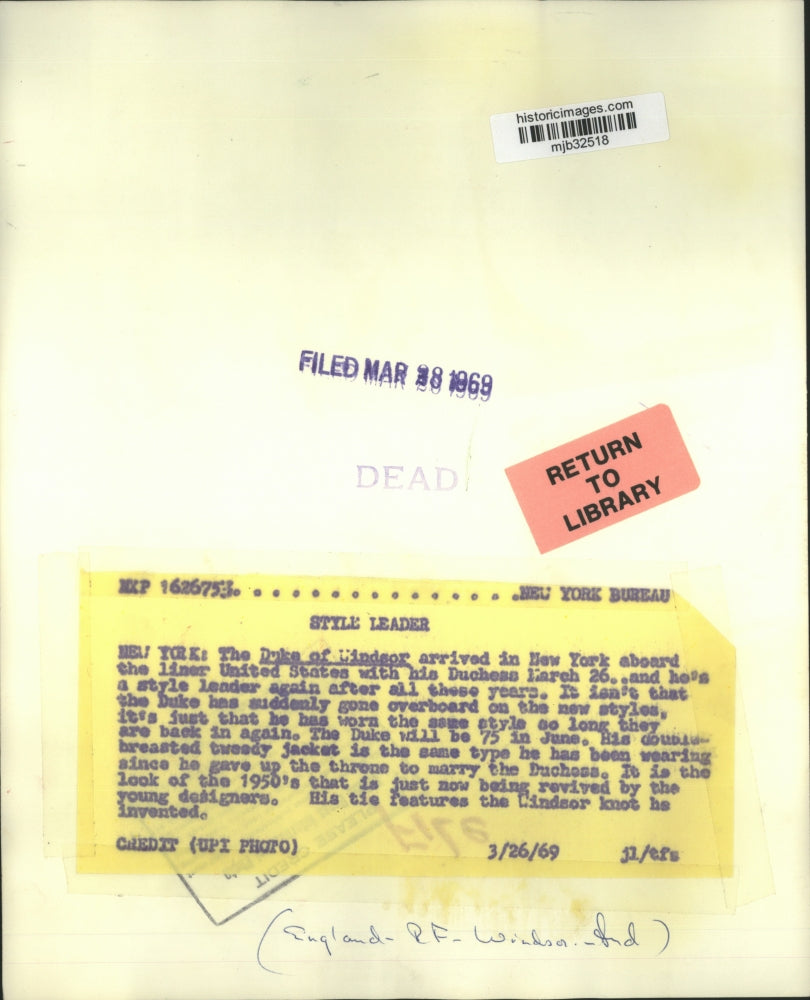 historicimages.com
mjb32518
FILED MAR 28 1969
DEAD
RETURN
TO
LIBRARY
NXP 1626753. . . . . . . . . . . . . . . .NEW YORK BUREAU
STYLE LEADER
NEW YORK: The Duke of Windsor arrived in New York aboard
the liner United States with his Duchess March 26..and he's
a style leader again after all these years. It isn't that
the Duke has suddenly gone overboard on the new styles,
it's just that he has worn the same style so long they
are back in again. The Duke will be 75 in June. His double-
breasted tweedy jacket is the same type he has been wearing
since he gave up the throne to marry the Duchess. It is the
look of the 1950's that is just now being revived by the
young designers. His tie features the Windsor knot he
invented.
CREDIT (UPI PHOTO) 3/26/69 jl/tfs
PLEASE CREDIT
(England - RF - Windsor